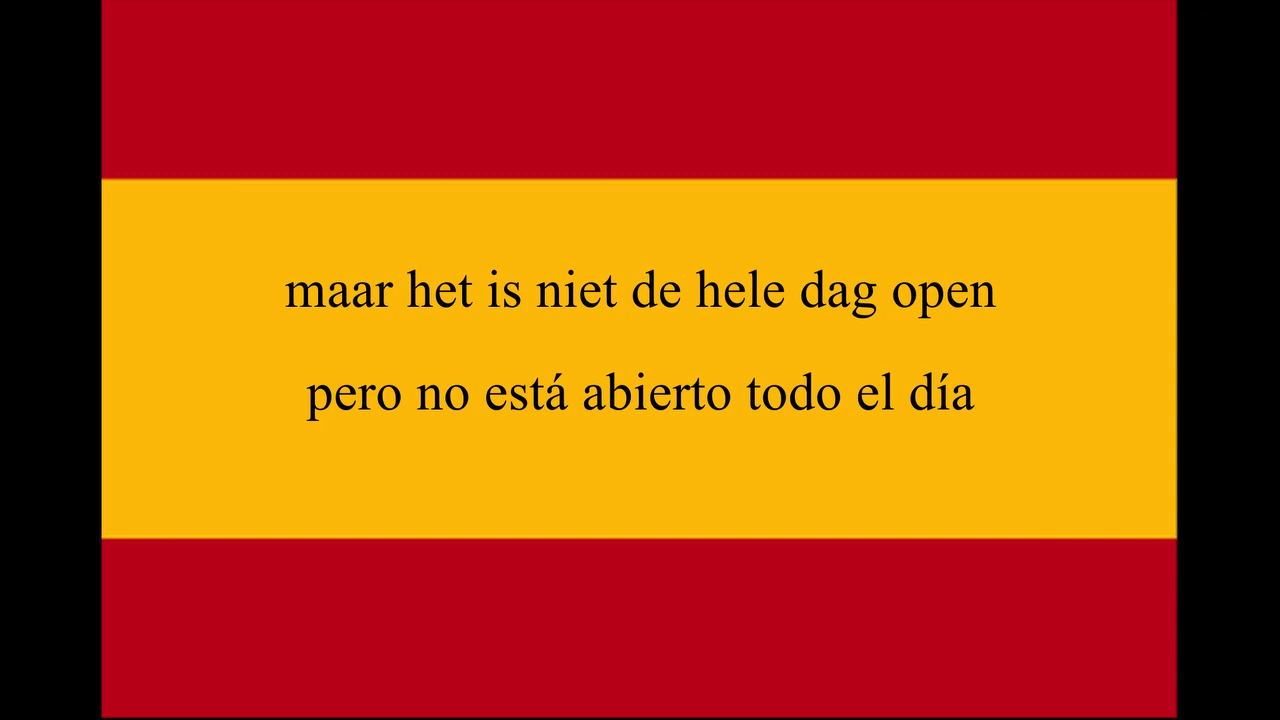 maar het is niet de hele dag open
pero no está abierto todo el día